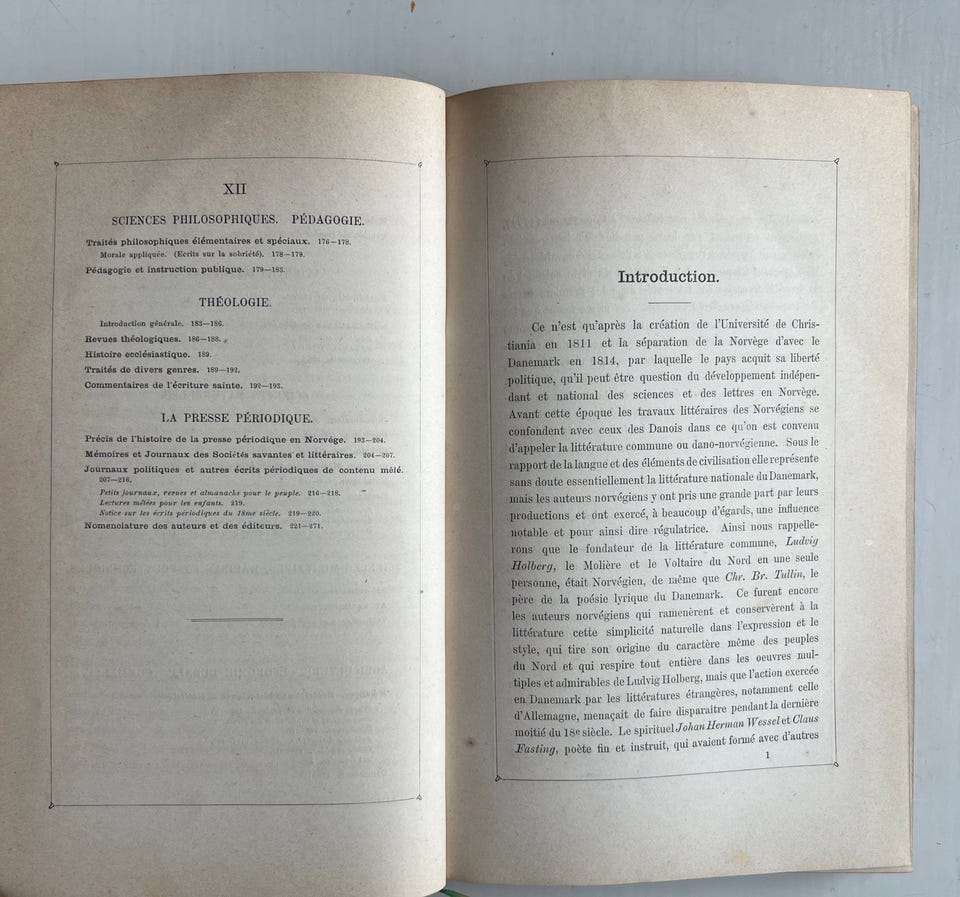 XII
SCIENCES PHILOSOPHIQUES. PÉDAGOGIE.
Traités philosophiques élémentaires et spéciaux. 176–178.
Morale appliquée. (Ecrits sur la sobriété). 178–179.
Pédagogie et instruction publique. 179–183.
THÉOLOGIE.
Introduction générale. 183–186.
Revues théologiques. 186–188.
Histoire ecclésiastique. 189.
Traités de divers genres. 189–192.
Commentaires de l'écriture sainte. 192–193.
LA PRESSE PÉRIODIQUE.
Précis de l'histoire de la presse périodique en Norvége. 193–204.
Mémoires et Journaux des Sociétés savantes et littéraires. 204–207.
Journaux politiques et autres écrits périodiques de contenu mêlé.
207–216.
Petits journaux, revues et almanachs pour le peuple. 216–218.
Lectures mêlées pour les enfants. 219.
Notice sur les écrits périodiques du 18me siècle. 219–220.
Nomenclature des auteurs et des éditeurs. 221–271.
Introduction.
Ce n'est qu'après la création de l'Université de Chris-
tiania en 1811 et la séparation de la Norvège d'avec le
Danemark en 1814, par laquelle le pays acquit sa liberté
politique, qu'il peut être question du développement indépen-
dant et national des sciences et des lettres en Norvège.
Avant cette époque les travaux littéraires des Norvégiens se
confondent avec ceux des Danois dans ce qu'on est convenu
d'appeler la littérature commune ou dano-norvégienne. Sous le
rapport de la langue et des éléments de civilisation elle représente
sans doute essentiellement la littérature nationale du Danemark,
mais les auteurs norvégiens y ont pris une grande part par leurs
productions et ont exercé, à beaucoup d'égards, une influence
notable et pour ainsi dire régulatrice. Ainsi nous rappelle-
rons que le fondateur de la littérature commune, Ludvig
Holberg, le Molière et le Voltaire du Nord en une seule
personne, était Norvégien, de même que Chr. Br. Tullin, le
père de la poésie lyrique du Danemark. Ce furent encore
les auteurs norvégiens qui ramenèrent et conservèrent à la
littérature cette simplicité naturelle dans l'expression et le
style, qui tire son origine du caractère même des peuples
du Nord et qui respire tout entière dans les oeuvres mul-
tiples et admirables de Ludvig Holberg, mais que l'action exercée
en Danemark par les littératures étrangères, notamment celle
d'Allemagne, menaçait de faire disparaître pendant la dernière
moitié du 18e siècle. Le spirituel Johan Herman Wessel et Claus
Fasting, poète fin et instruit, qui avaient formé avec d'autres
1